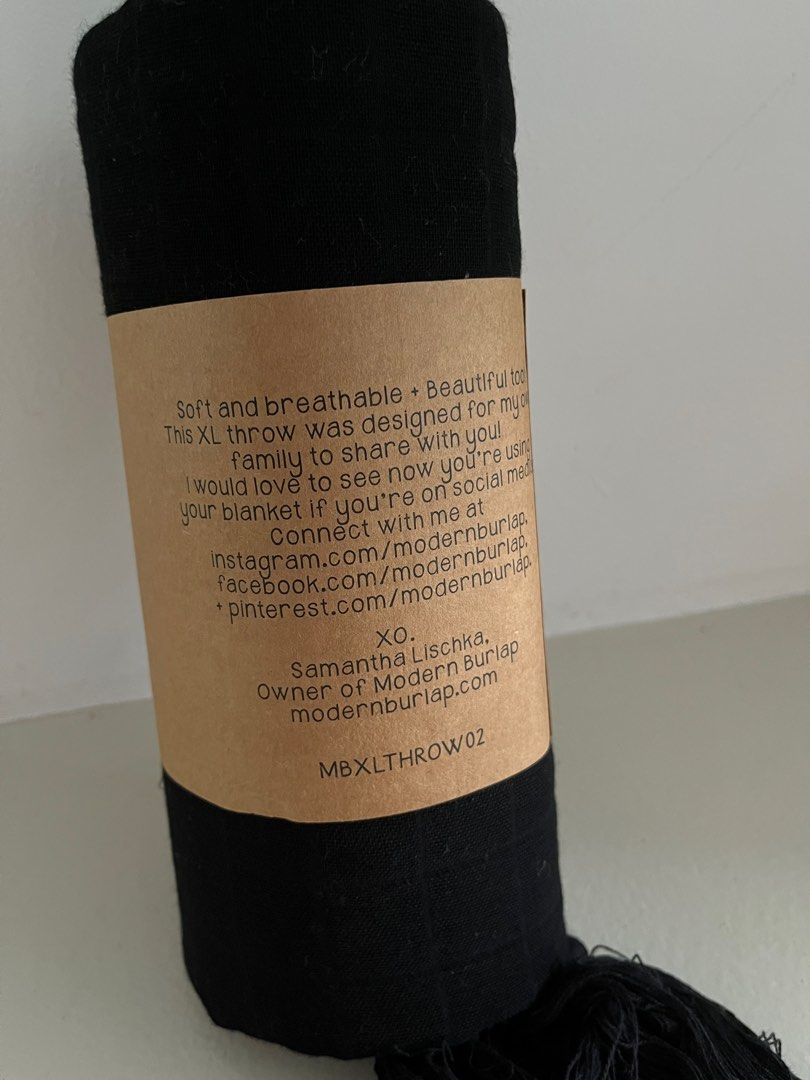 Soft and breathable + Beautiful too
This XL throw was designed for my
family to share with you!
I would love to see now you're using
your blanket if you're on social
Connect with me at
instagram.com/modernburlap.
facebook.com/modernburlap.
+ pinterest.com/modernburlap.
XO.
Samantha Lischka,
Owner of Modern Burlap
modernburlap.com
MBXLTHROW02